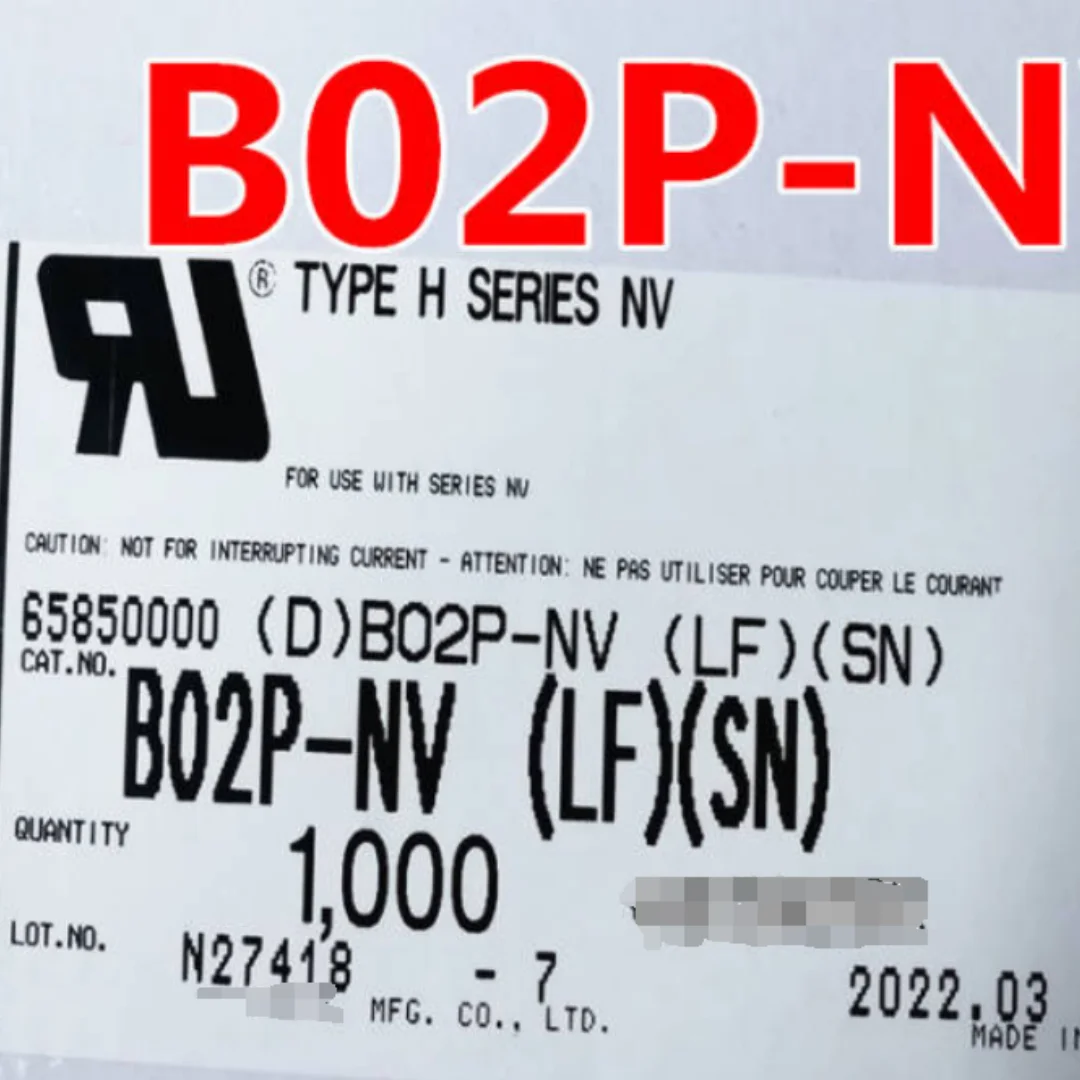 B02P-N
® TYPE H SERIES NV
FOR USE WITH SERIES NV
CAUTION: NOT FOR INTERRUPTING CURRENT - ATTENTION: NE PAS UTILISER POUR COUPER LE COURANT
65850000 (D)B02P-NV (LF)(SN)
CAT.NO.
B02P-NV (LF)(SN)
QUANTITY
1,000
LOT.NO.
N27418 - 7
2022.03
MFG. CO., LTD.
MADE